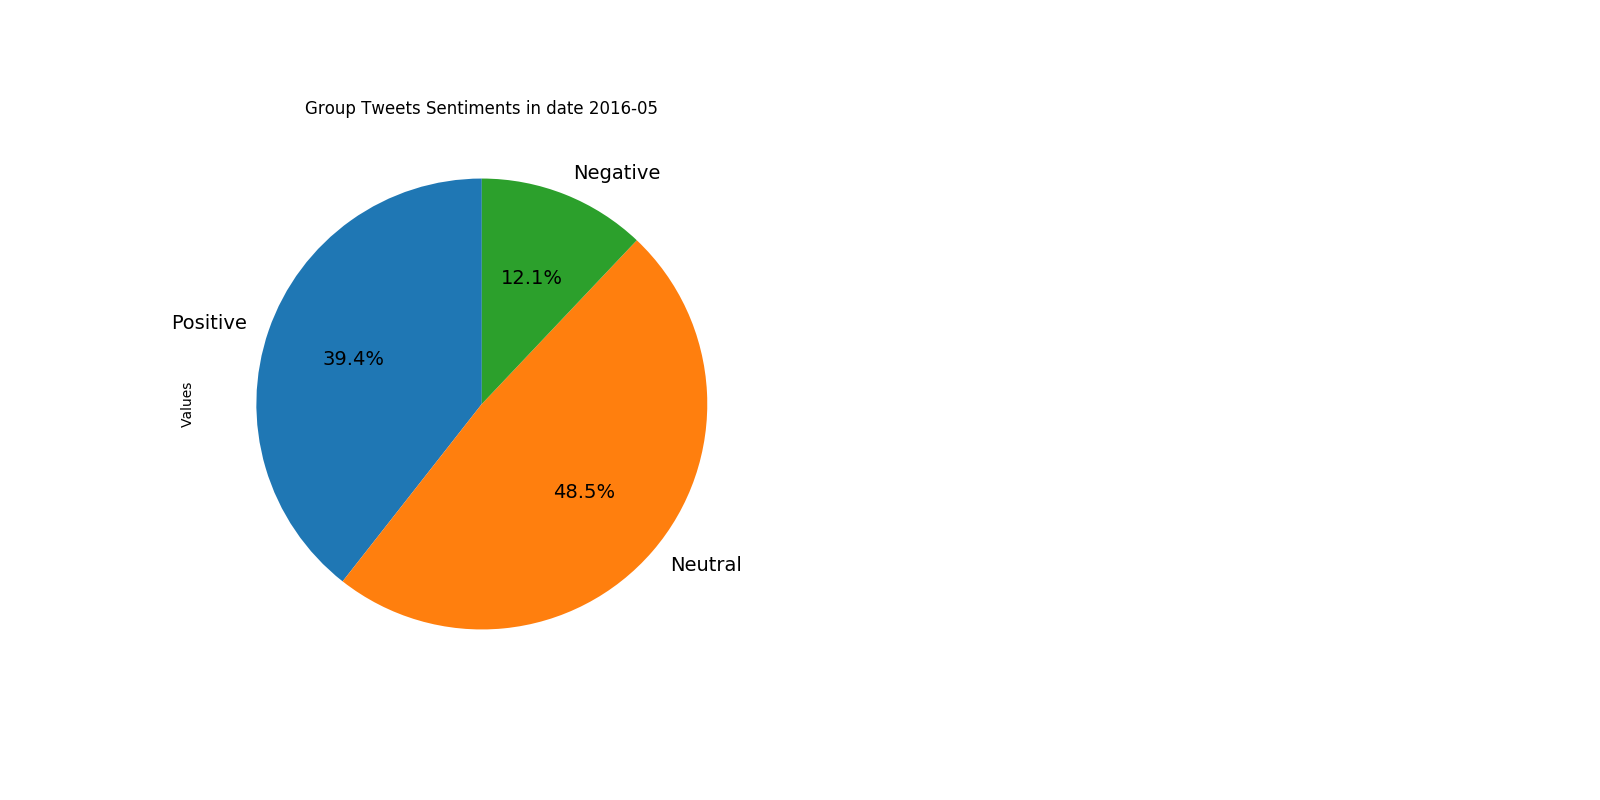 Group Tweets Sentiments in date 2016-05
Negative
12.1%
Positive
39.4%
Values
48.5%
Neutral